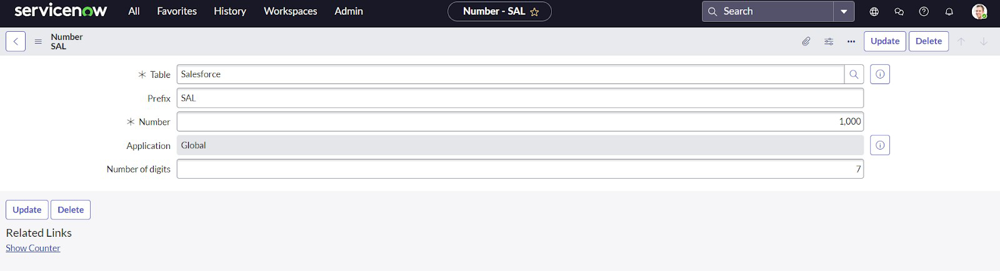 servicenow All Favorites History Workspaces Admin Number - SAL Search
Number
SAL
Update Delete
* Table Salesforce
Prefix SAL
* Number 1,000
Application Global
Number of digits 7
Update Delete
Related Links
Show Counter